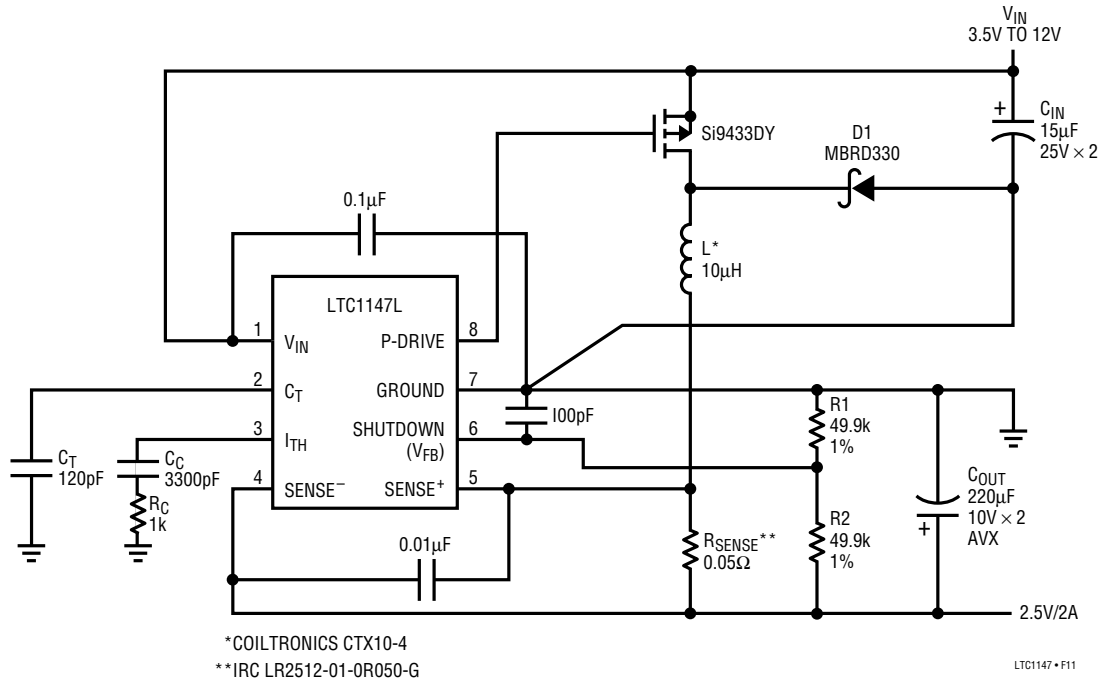 V_IN
3.5V TO 12V
C_IN
15µF
25V × 2
+
Si9433DY
D1
MBRD330
0.1µF
L*
10µH
LTC1147L
1
V_IN
P-DRIVE
8
2
C_T
GROUND
7
3
I_TH
SHUTDOWN
(V_FB)
6
4
SENSE⁻
SENSE⁺
5
I00pF
R1
49.9k
1%
C_T
120pF
C_C
3300pF
R_C
1k
0.01µF
R_SENSE**
0.05Ω
R2
49.9k
1%
C_OUT
220µF
10V × 2
AVX
+
2.5V/2A
*COILTRONICS CTX10-4
**IRC LR2512-01-0R050-G
LTC1147 • F11